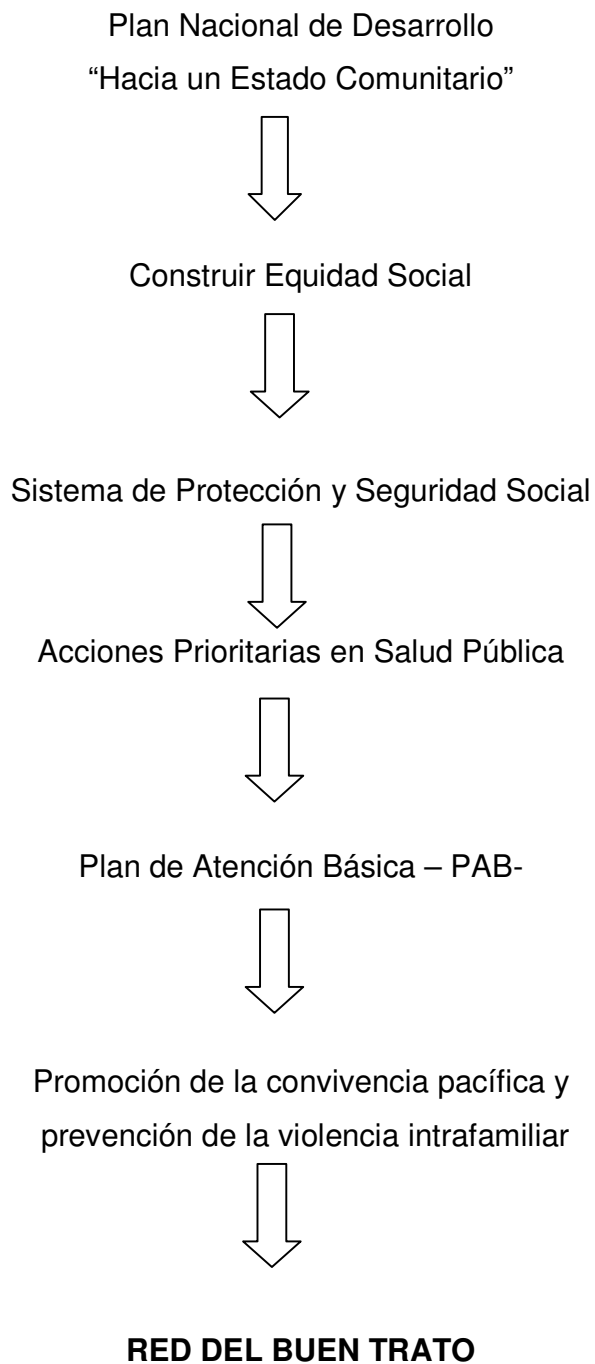 Plan Nacional de Desarrollo
“Hacia un Estado Comunitario”
Construir Equidad Social
Sistema de Protección y Seguridad Social
Acciones Prioritarias en Salud Pública
Plan de Atención Básica – PAB-
Promoción de la convivencia pacífica y
prevención de la violencia intrafamiliar
RED DEL BUEN TRATO